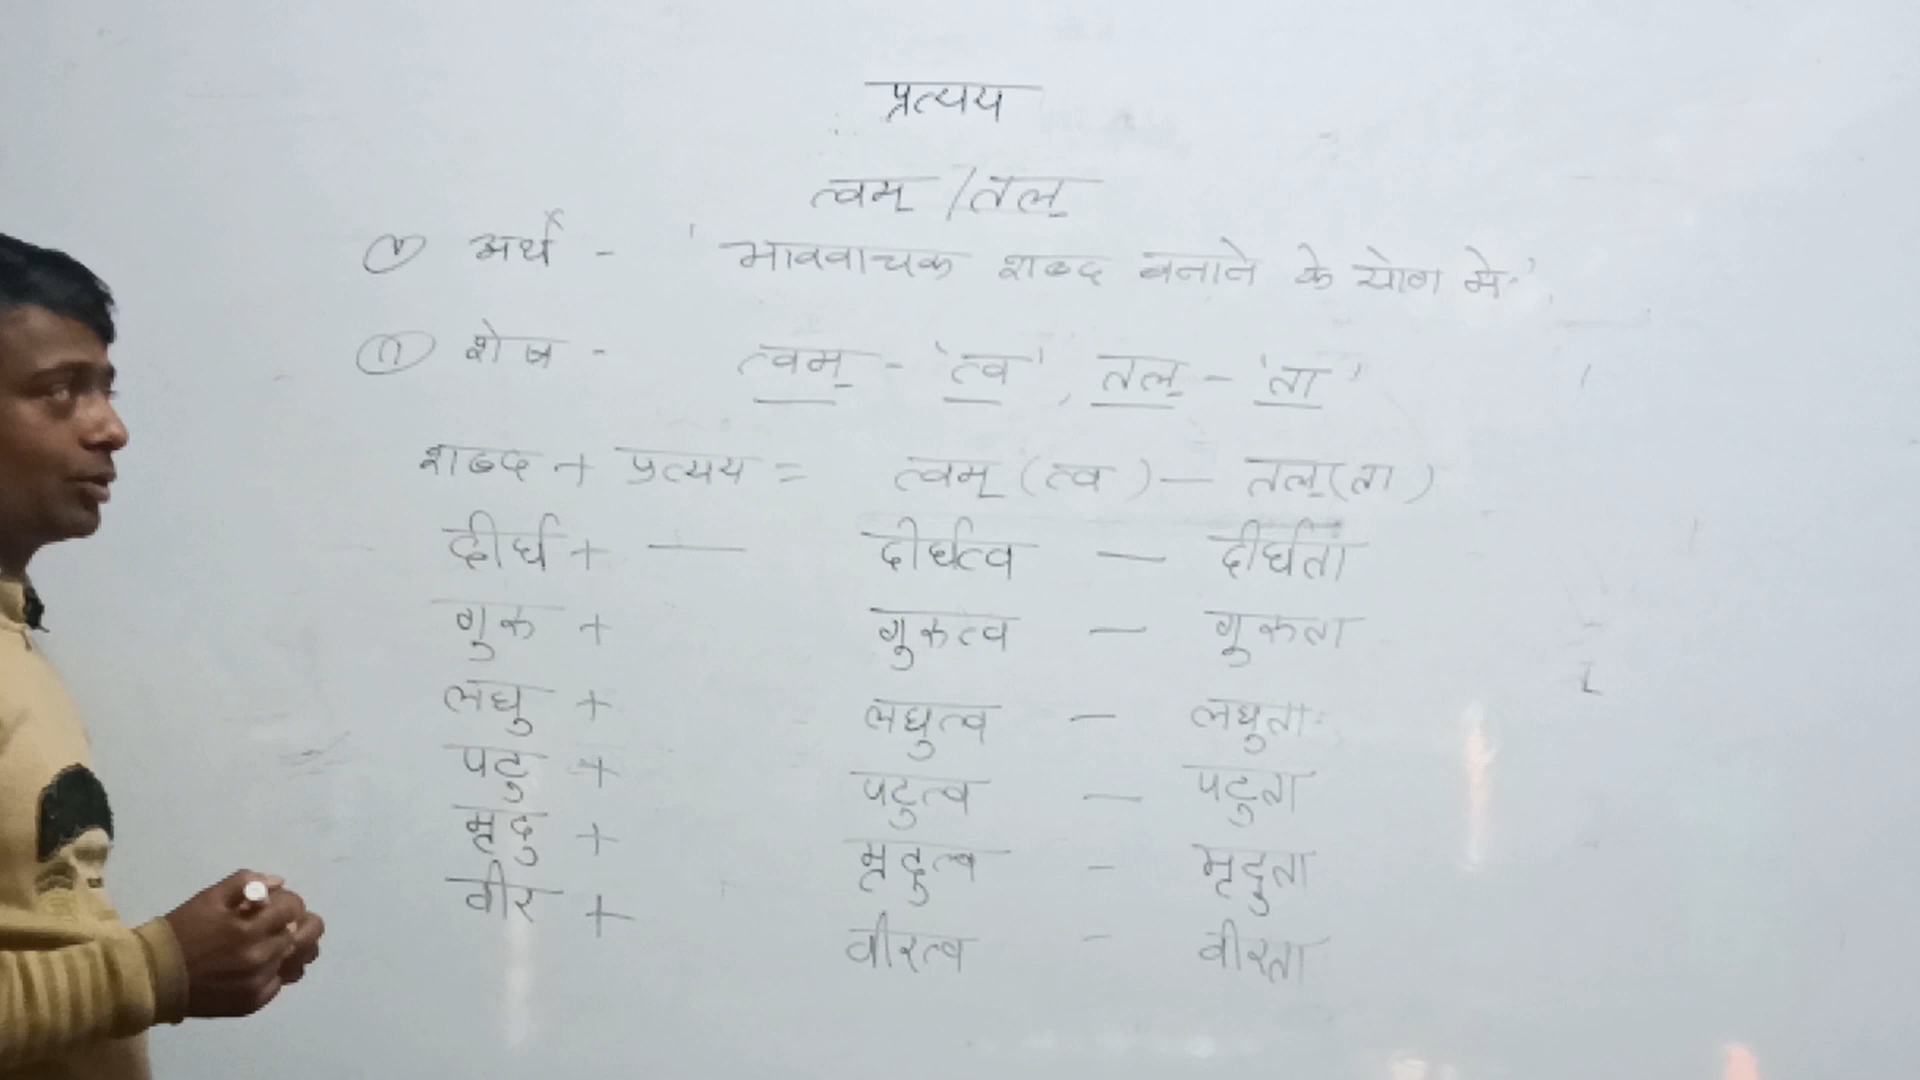 प्रत्यय
त्वम् / तल्
(i) अर्थ - 'भाववाचक शब्द बनाने के योग में'
(ii) शेष - त्वम् - 'त्व', तल् - 'ता'
शब्द + प्रत्यय = त्वम् (त्व) — तल् (ता)
दीर्घ + — दीर्घत्व — दीर्घता
गुरू + गुरूत्व — गुरूता
लघु + लघुत्व — लघुता
पटु + पटुत्व — पटुता
मृदु + मृदुत्व - मृदुता
वीर + वीरत्व - वीरता